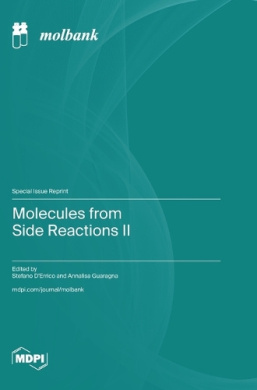 molbank
Special Issue Reprint
Molecules from
Side Reactions II
Edited by
Stefano D'Errico and Annalisa Guaragna
mdpi.com/journal/molbank
MDPI